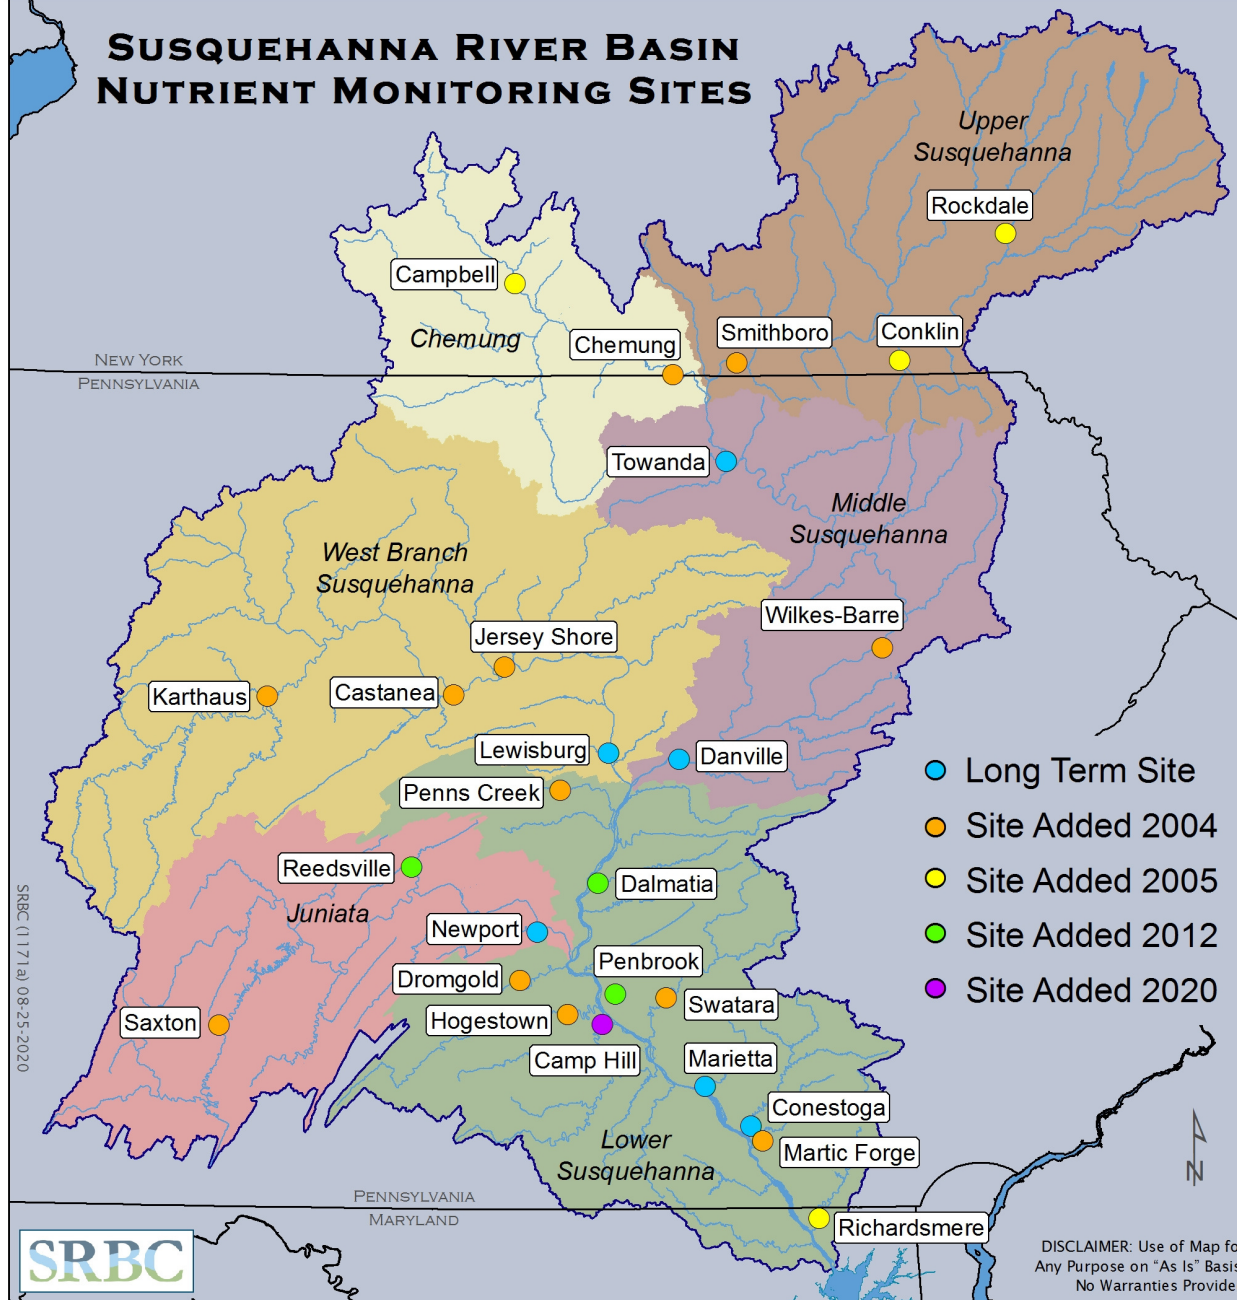 SUSQUEHANNA RIVER BASIN
NUTRIENT MONITORING SITES
Upper
Susquehanna
Rockdale
Campbell
Chemung
Chemung
Smithboro
Conklin
NEW YORK
PENNSYLVANIA
Towanda
Middle
Susquehanna
West Branch
Susquehanna
Wilkes-Barre
Jersey Shore
Karthaus
Castanea
Lewisburg
Danville
Penns Creek
Long Term Site
Site Added 2004
Site Added 2005
Site Added 2012
Site Added 2020
Reedsville
Dalmatia
Juniata
Newport
Penbrook
Dromgold
Swatara
Hogestown
Saxton
Camp Hill
Marietta
Conestoga
Martic Forge
Lower
Susquehanna
PENNSYLVANIA
MARYLAND
Richardsmere
N
SRBC (1171a) 08-25-2020
SRBC
DISCLAIMER: Use of Map fo
Any Purpose on “As Is” Basis
No Warranties Provide